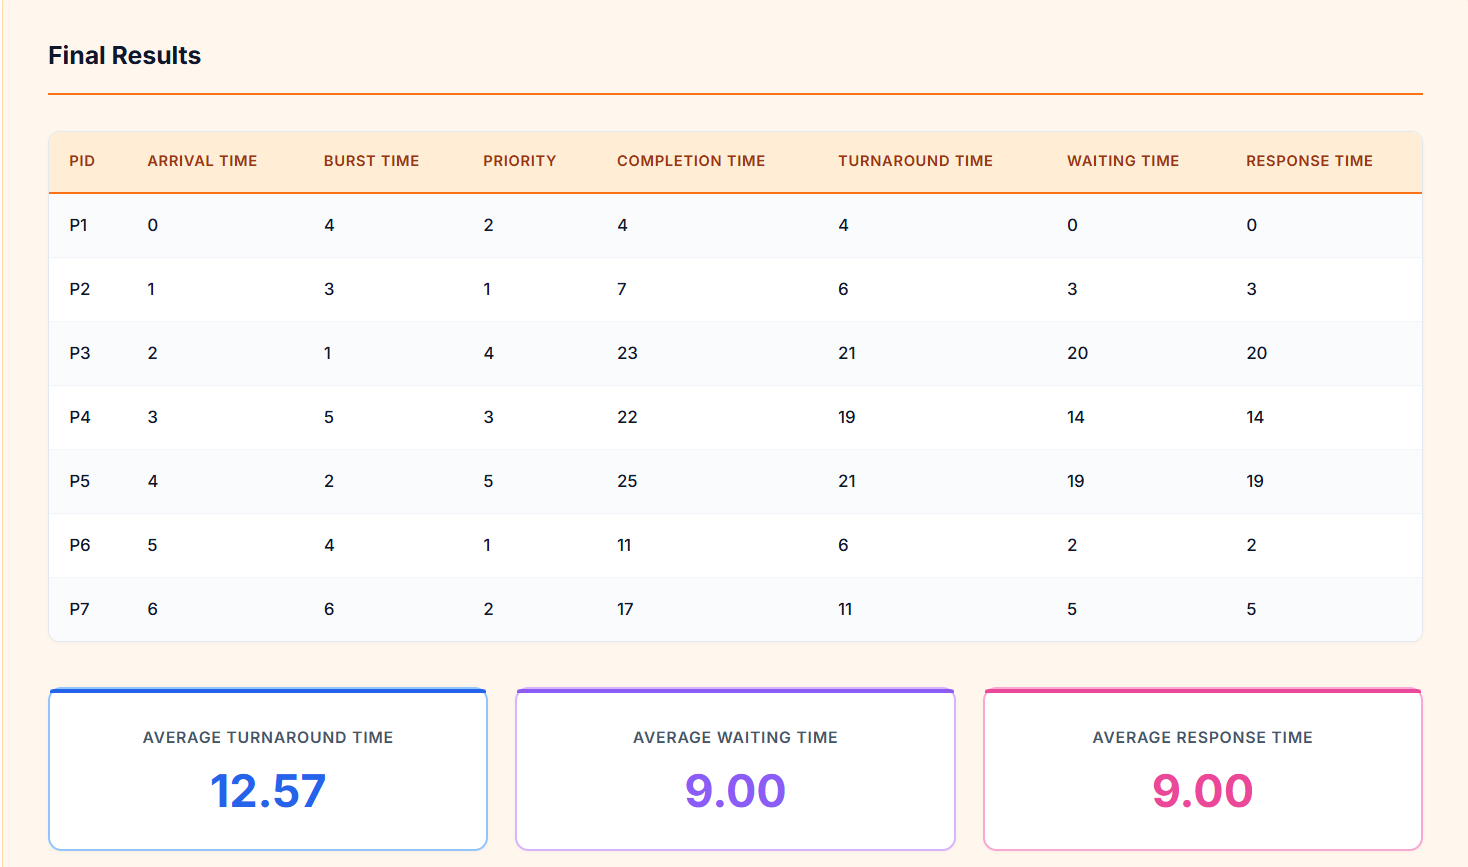 Final Results
PID ARRIVAL TIME BURST TIME PRIORITY COMPLETION TIME TURNAROUND TIME WAITING TIME RESPONSE TIME
P1 0 4 2 4 4 0 0
P2 1 3 1 7 6 3 3
P3 2 1 4 23 21 20 20
P4 3 5 3 22 19 14 14
P5 4 2 5 25 21 19 19
P6 5 4 1 11 6 2 2
P7 6 6 2 17 11 5 5
AVERAGE TURNAROUND TIME AVERAGE WAITING TIME AVERAGE RESPONSE TIME
12.57 9.00 9.00